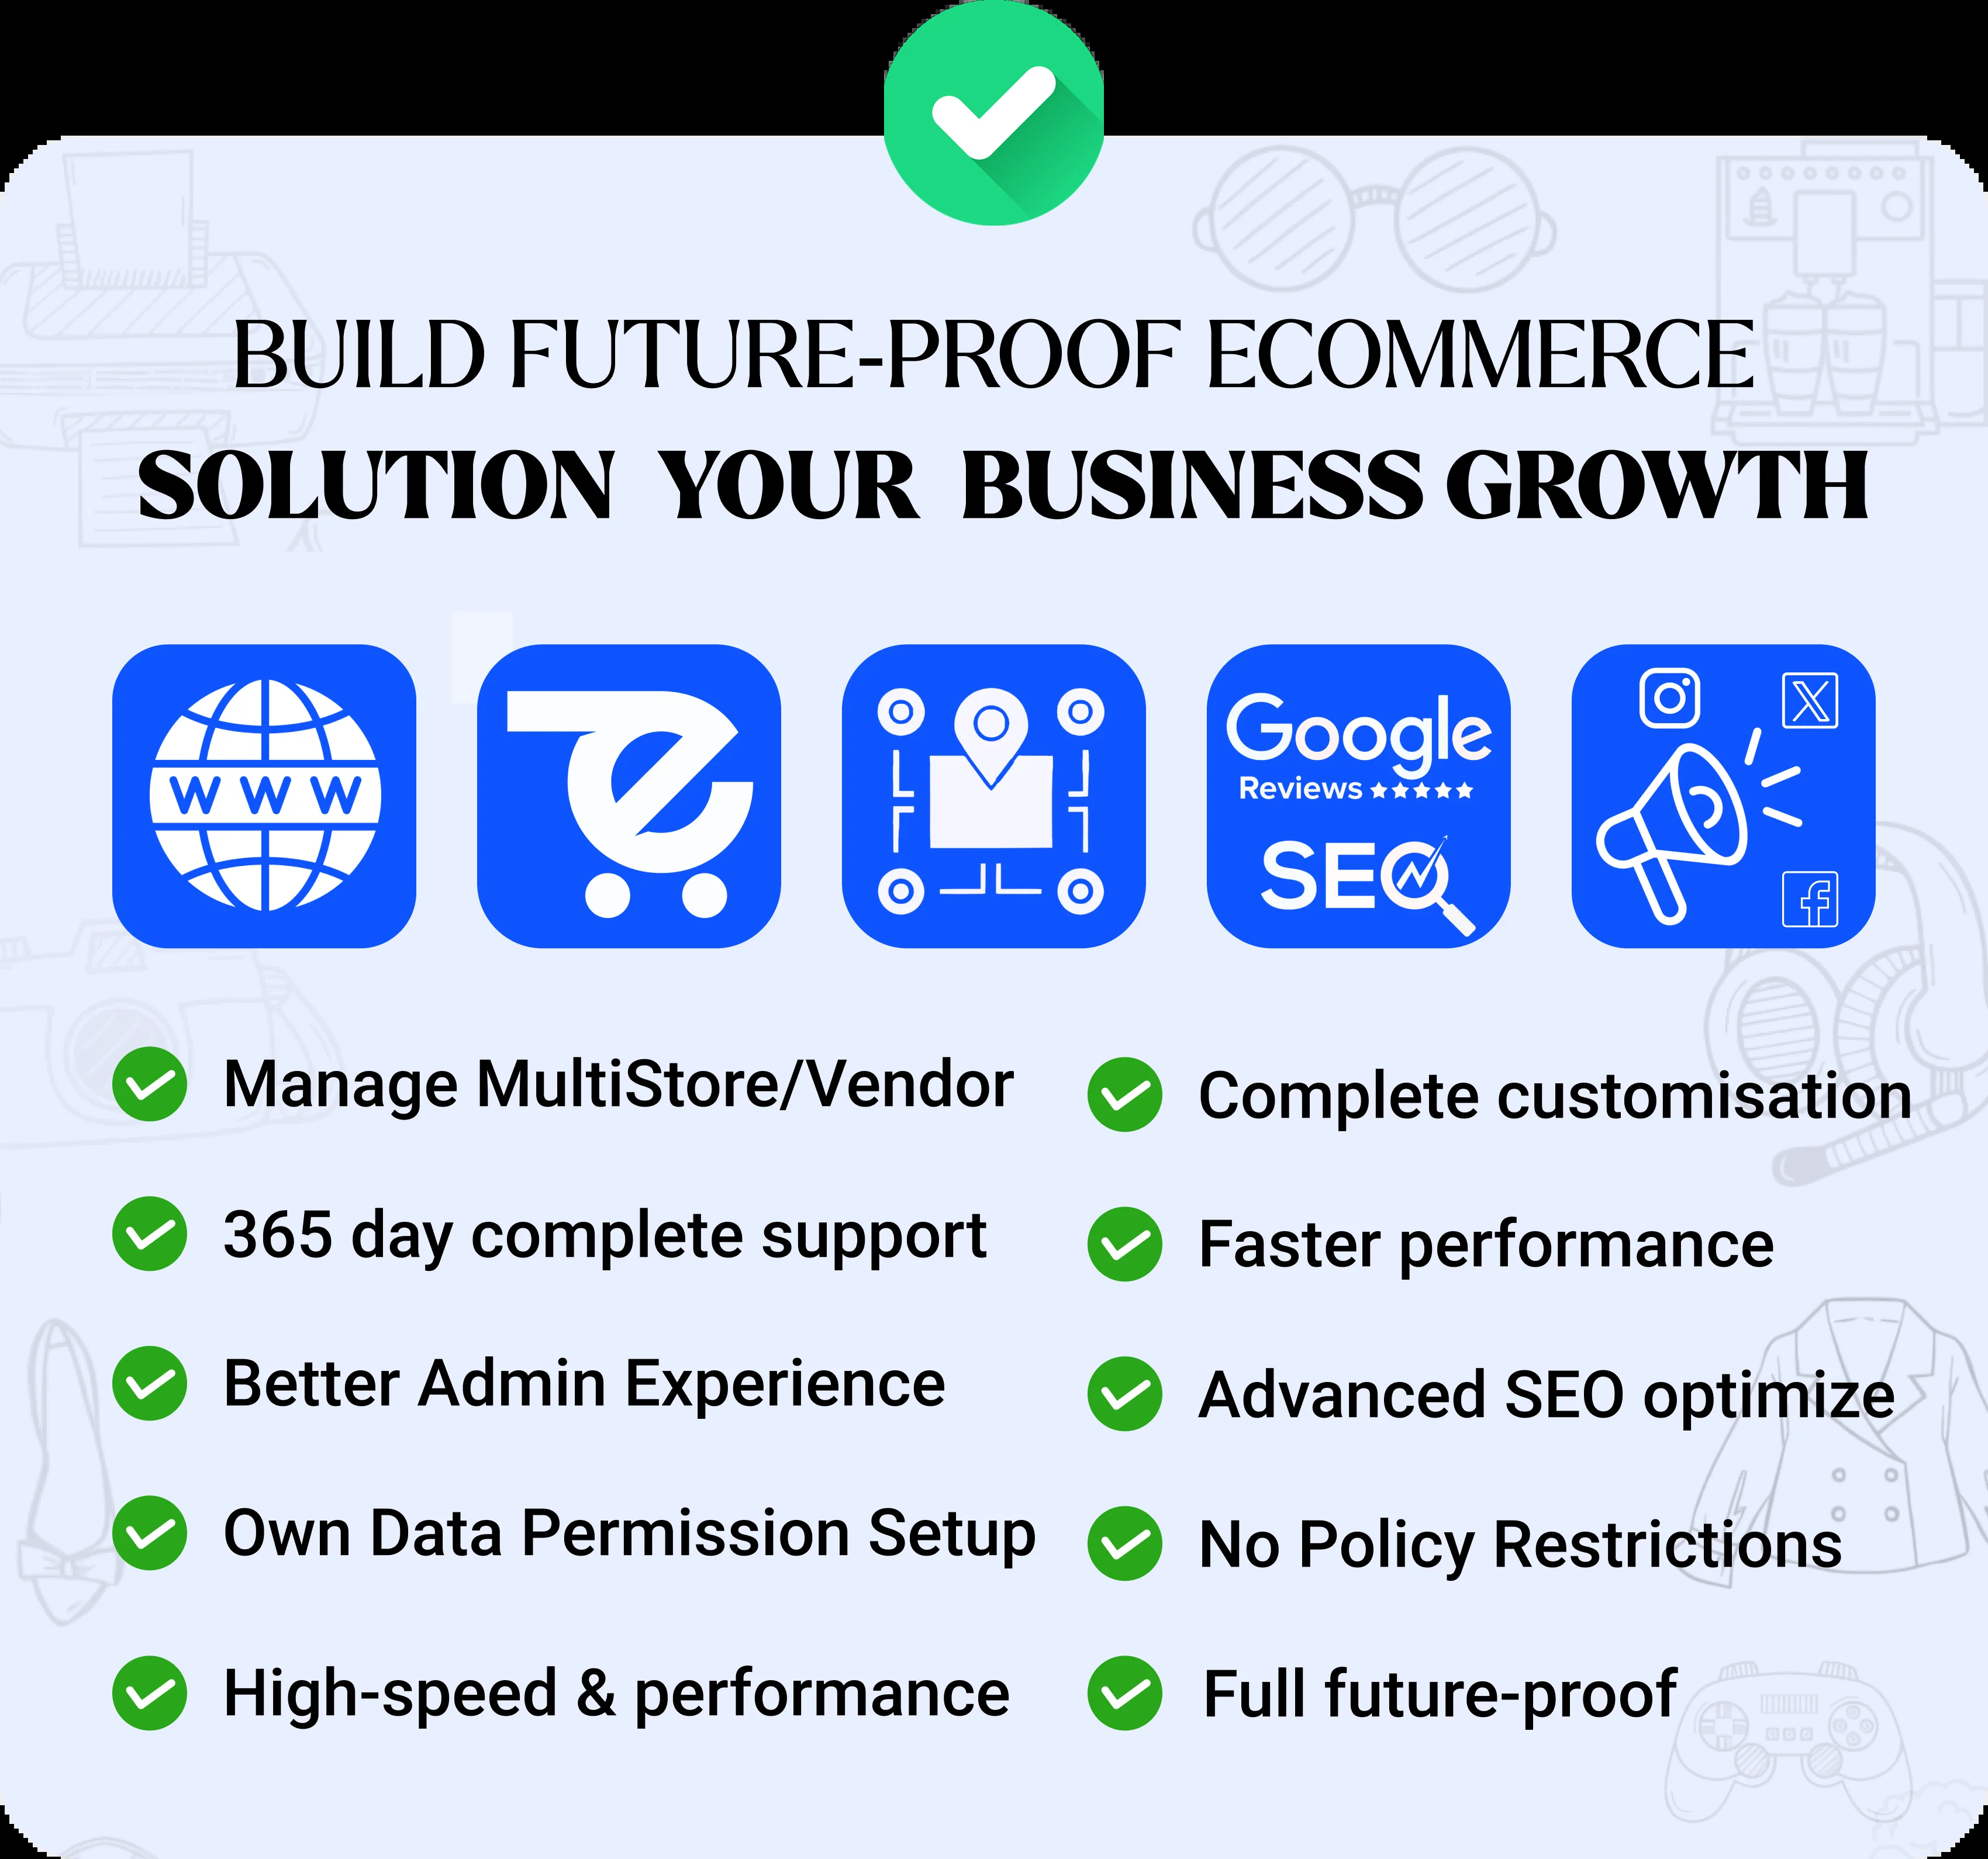 BUILD FUTURE-PROOF ECOMMERCE
SOLUTION YOUR BUSINESS GROWTH
W W W
Google
Reviews
SEO
Manage MultiStore/Vendor
365 day complete support
Better Admin Experience
Own Data Permission Setup
High-speed & performance
Complete customisation
Faster performance
Advanced SEO optimize
No Policy Restrictions
Full future-proof